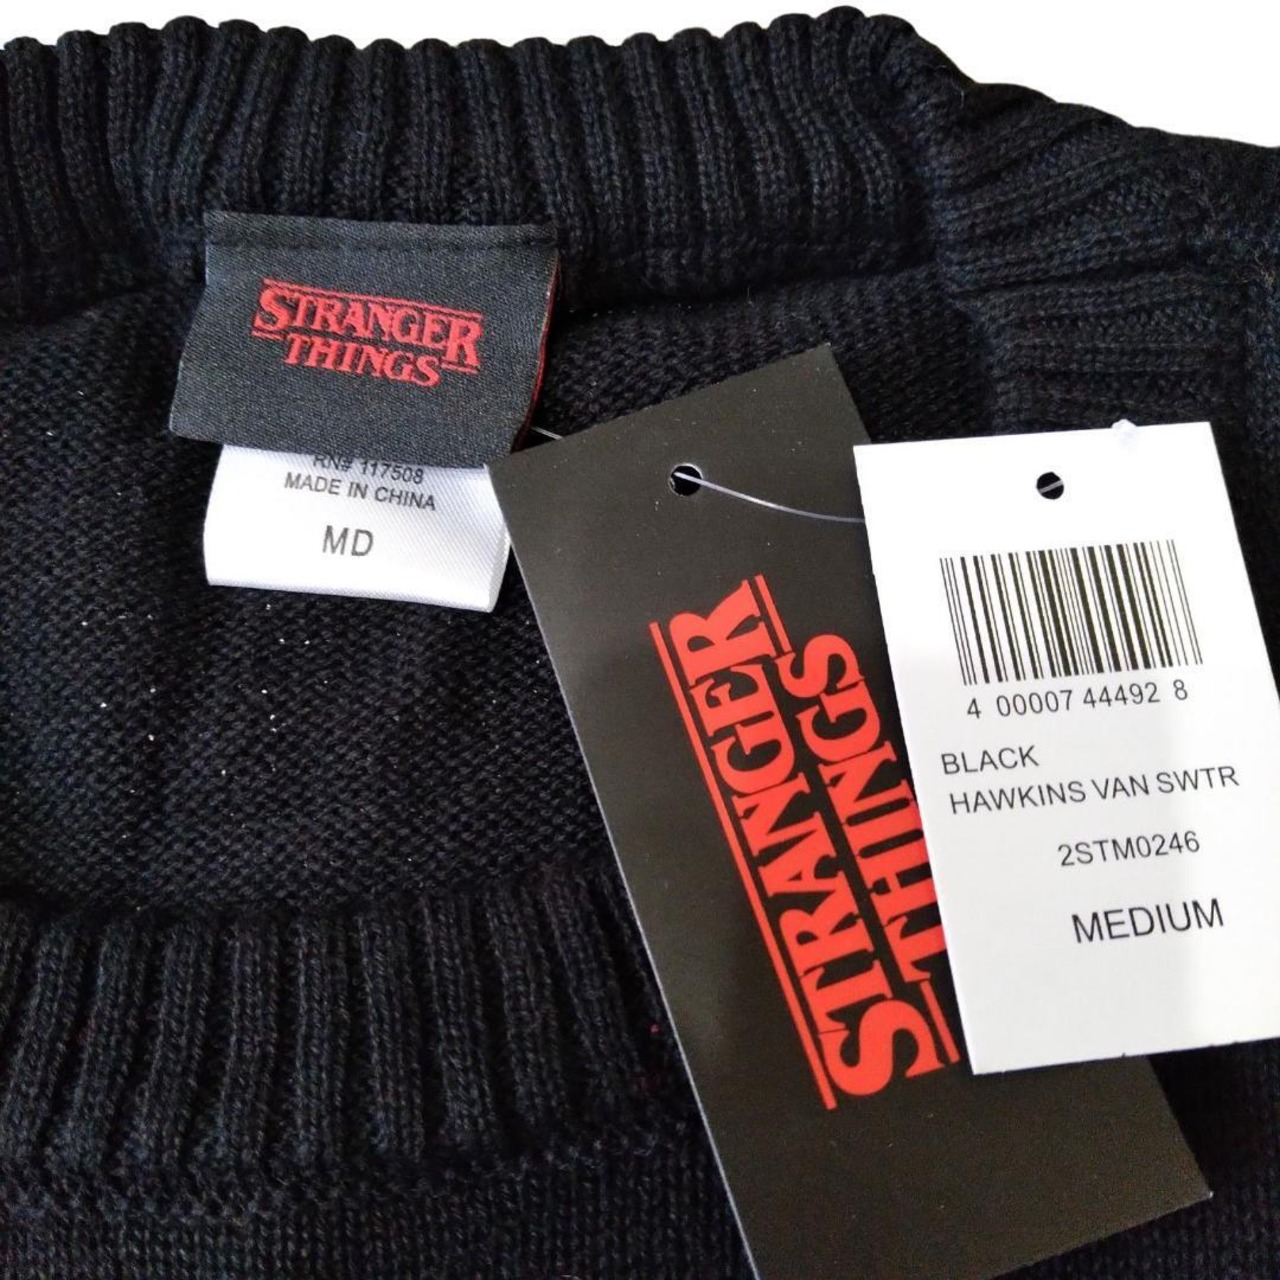 STRANGER
THINGS
RN# 117508
MADE IN CHINA
MD
STRANGER
THINGS
4 00007 44492 8
BLACK
HAWKINS VAN SWTR
2STM0246
MEDIUM